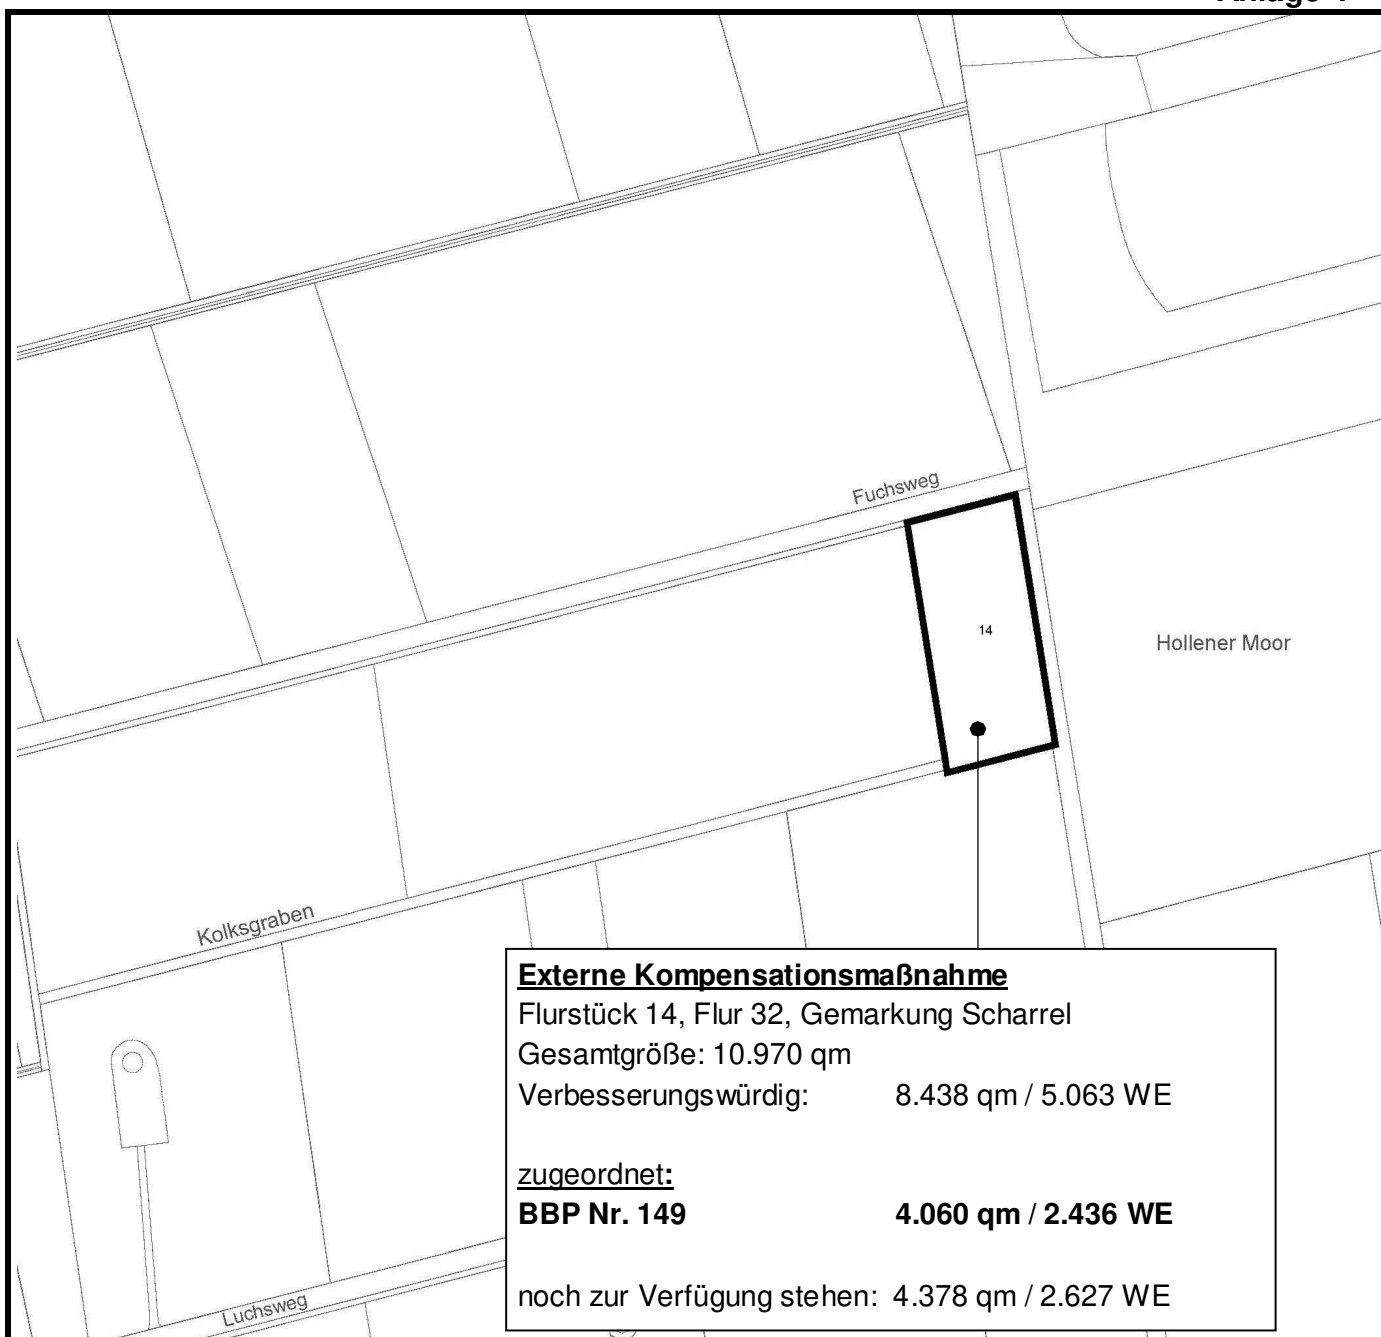 Fuchsweg
14
Hollener Moor
Kolksgraben
Externe Kompensationsmaßnahme
Flurstück 14, Flur 32, Gemarkung Scharrel
Gesamtgröße: 10.970 qm
Verbesserungswürdig: 8.438 qm / 5.063 WE
zugeordnet:
BBP Nr. 149 4.060 qm / 2.436 WE
noch zur Verfügung stehen: 4.378 qm / 2.627 WE
Luchsweg